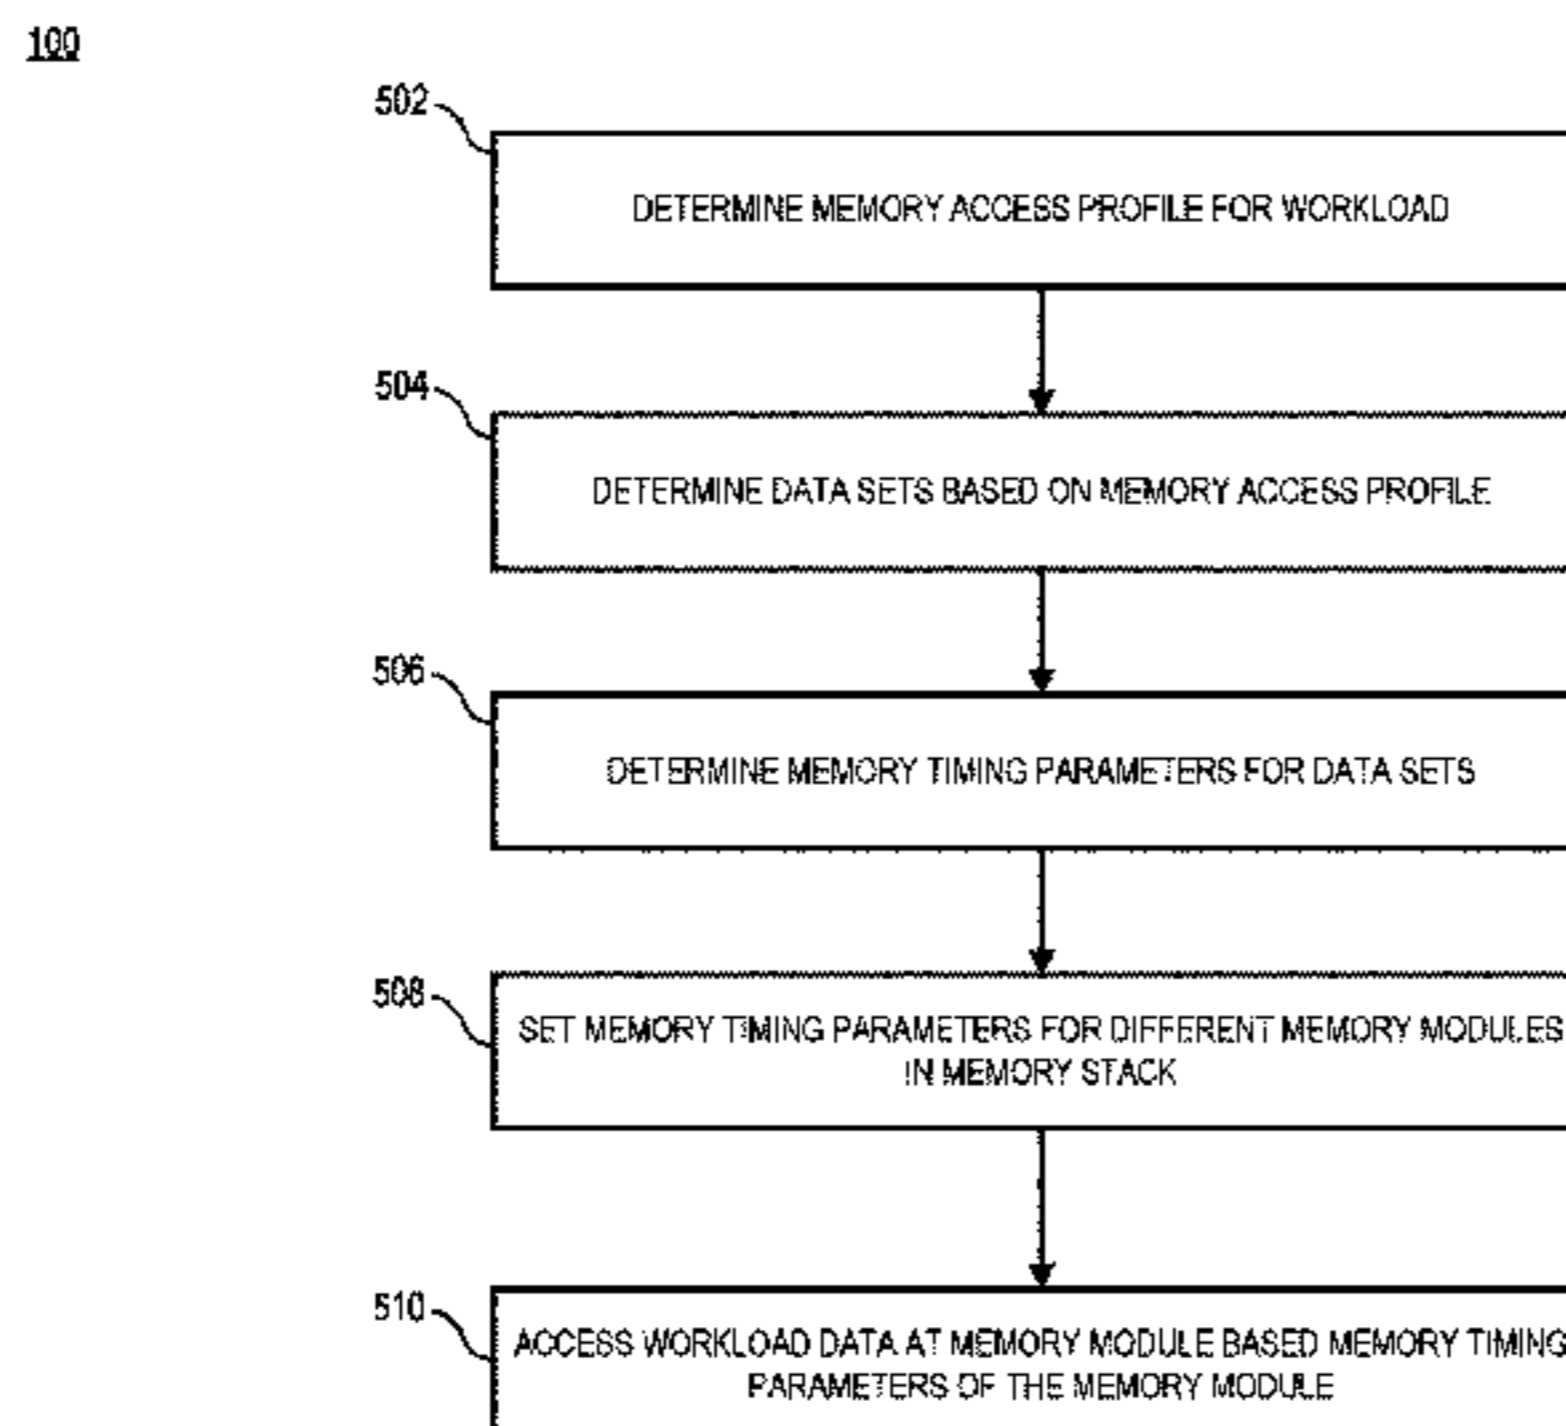 100
502
DETERMINE MEMORY ACCESS PROFILE FOR WORKLOAD
504
DETERMINE DATA SETS BASED ON MEMORY ACCESS PROFILE
506
DETERMINE MEMORY TIMING PARAMETERS FOR DATA SETS
508
SET MEMORY TIMING PARAMETERS FOR DIFFERENT MEMORY MODULES
IN MEMORY STACK
510
ACCESS WORKLOAD DATA AT MEMORY MODULE BASED MEMORY TIMING
PARAMETERS OF THE MEMORY MODULE